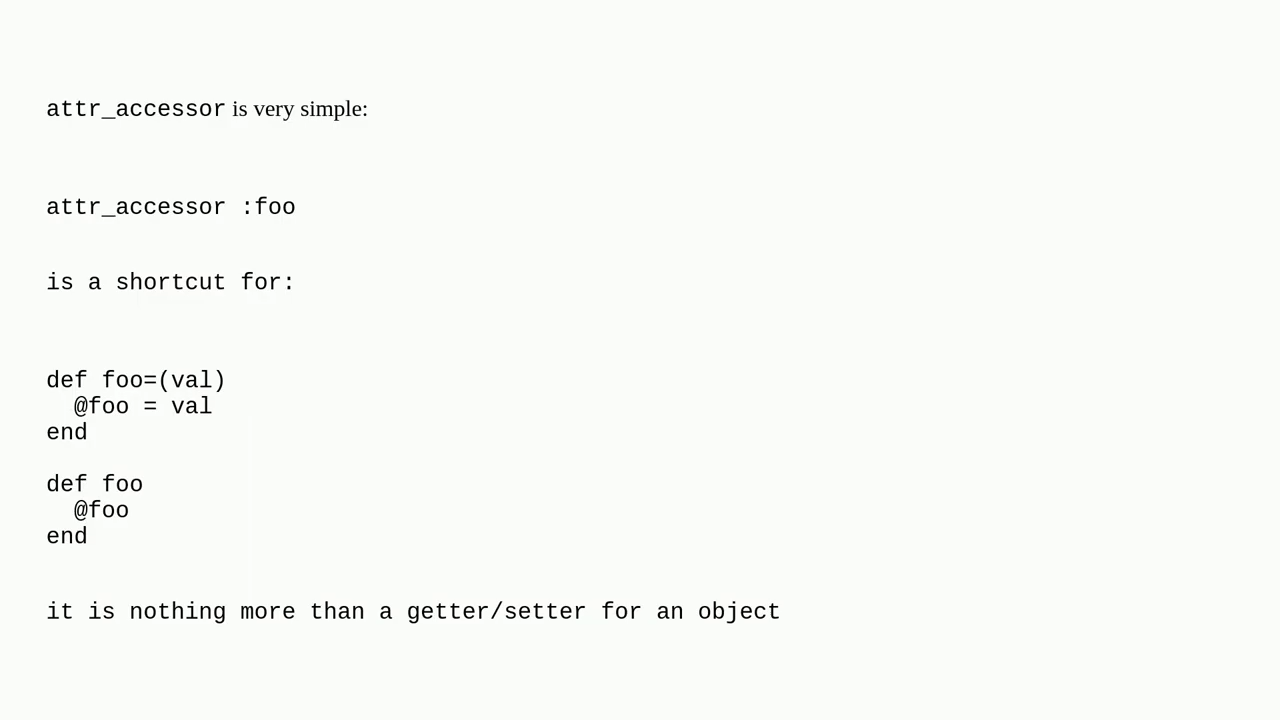 attr_accessor is very simple:
attr_accessor :foo
is a shortcut for:
def foo=(val)
  @foo = val
end
def foo
  @foo
end
it is nothing more than a getter/setter for an object